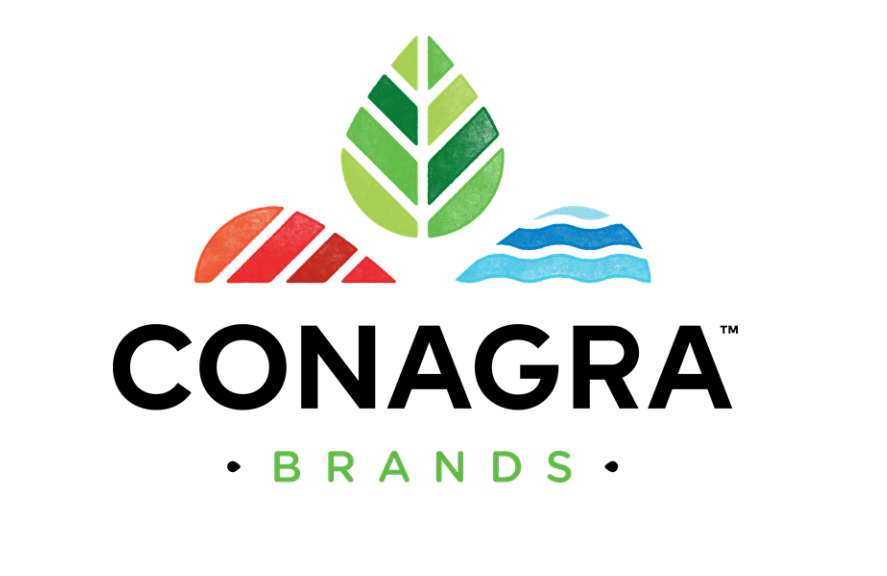 CONAGRA™
• BRANDS •